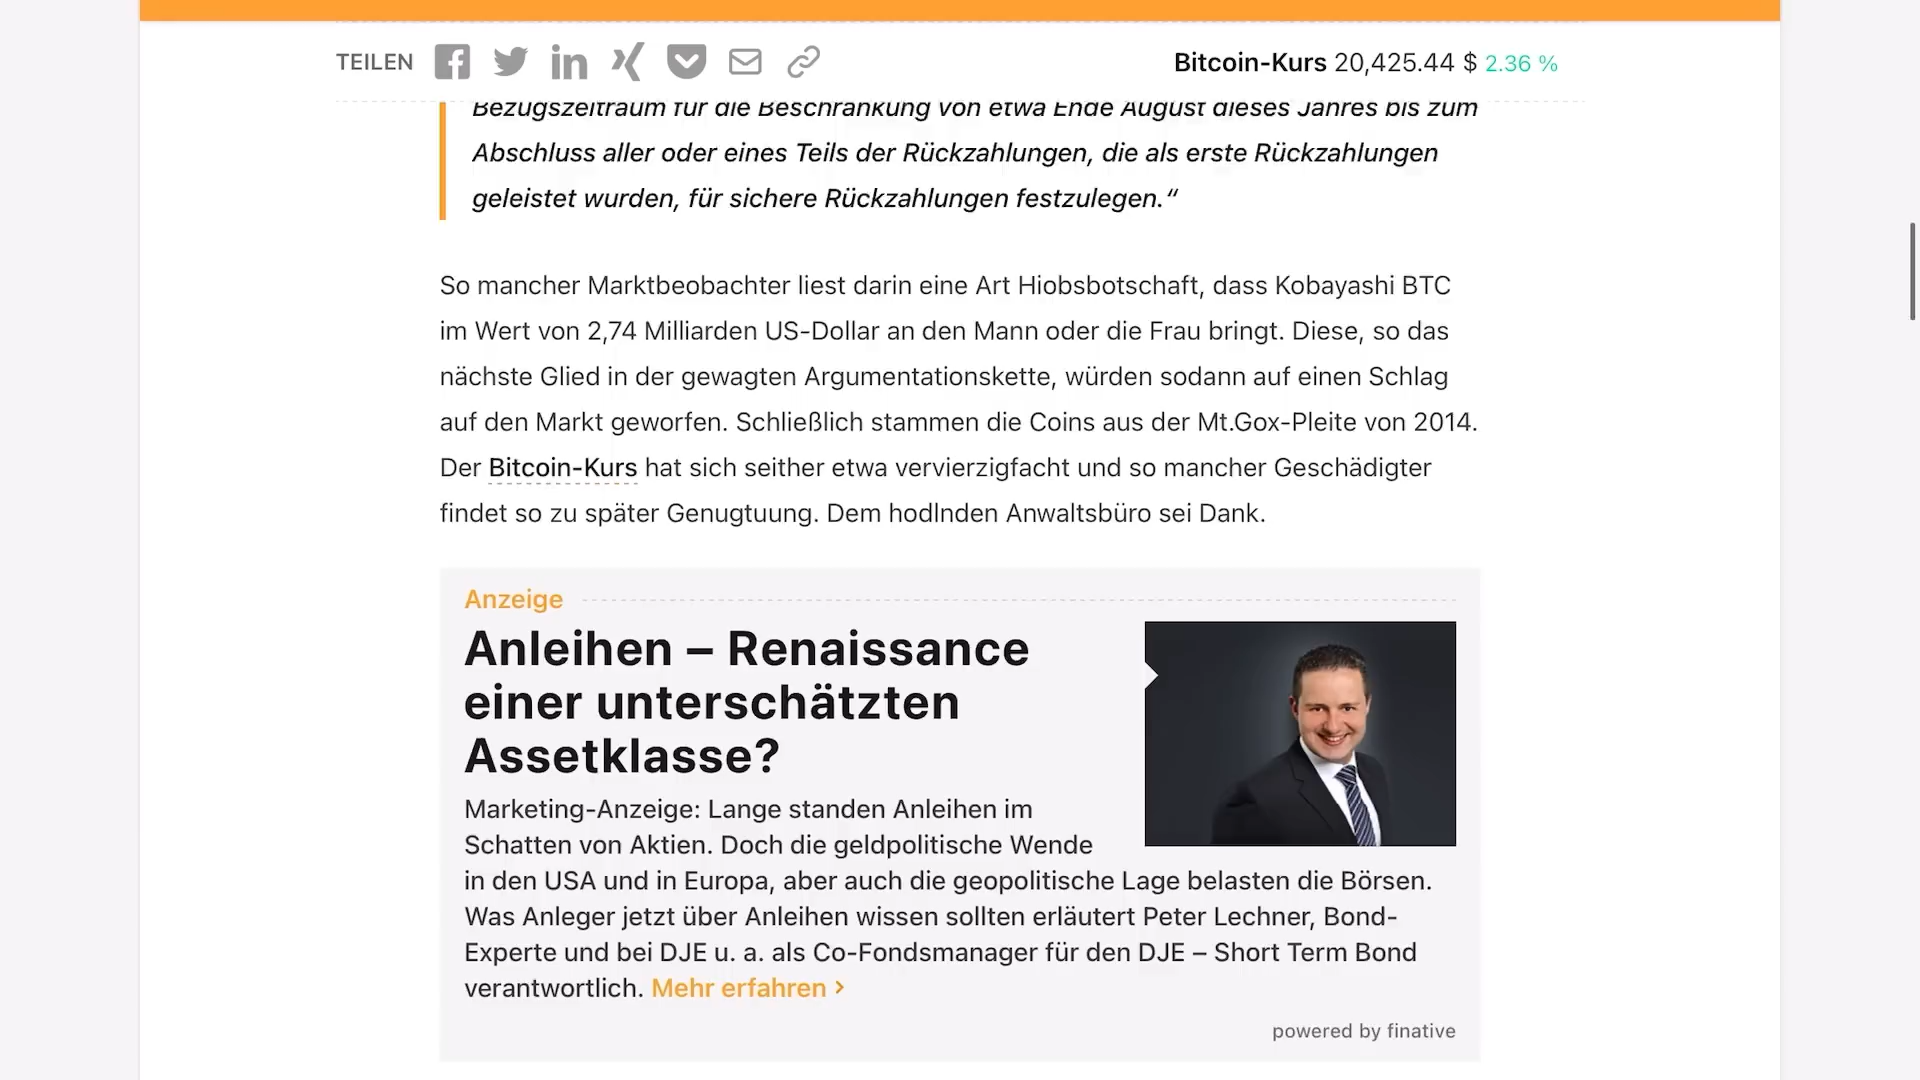 TEILEN
Bitcoin-Kurs 20,425.44 $ 2.36 %
Bezugszeitraum für die Beschränkung von etwa Ende August dieses Jahres bis zum
Abschluss aller oder eines Teils der Rückzahlungen, die als erste Rückzahlungen
geleistet wurden, für sichere Rückzahlungen festzulegen.“
So mancher Marktbeobachter liest darin eine Art Hiobsbotschaft, dass Kobayashi BTC
im Wert von 2,74 Milliarden US-Dollar an den Mann oder die Frau bringt. Diese, so das
nächste Glied in der gewagten Argumentationskette, würden sodann auf einen Schlag
auf den Markt geworfen. Schließlich stammen die Coins aus der Mt.Gox-Pleite von 2014.
Der Bitcoin-Kurs hat sich seither etwa vervierzigfacht und so mancher Geschädigter
findet so zu später Genugtuung. Dem hodlnden Anwaltsbüro sei Dank.
Anzeige
Anleihen – Renaissance
einer unterschätzten
Assetklasse?
Marketing-Anzeige: Lange standen Anleihen im
Schatten von Aktien. Doch die geldpolitische Wende
in den USA und in Europa, aber auch die geopolitische Lage belasten die Börsen.
Was Anleger jetzt über Anleihen wissen sollten erläutert Peter Lechner, Bond-
Experte und bei DJE u. a. als Co-Fondsmanager für den DJE – Short Term Bond
verantwortlich. Mehr erfahren ›
powered by finative